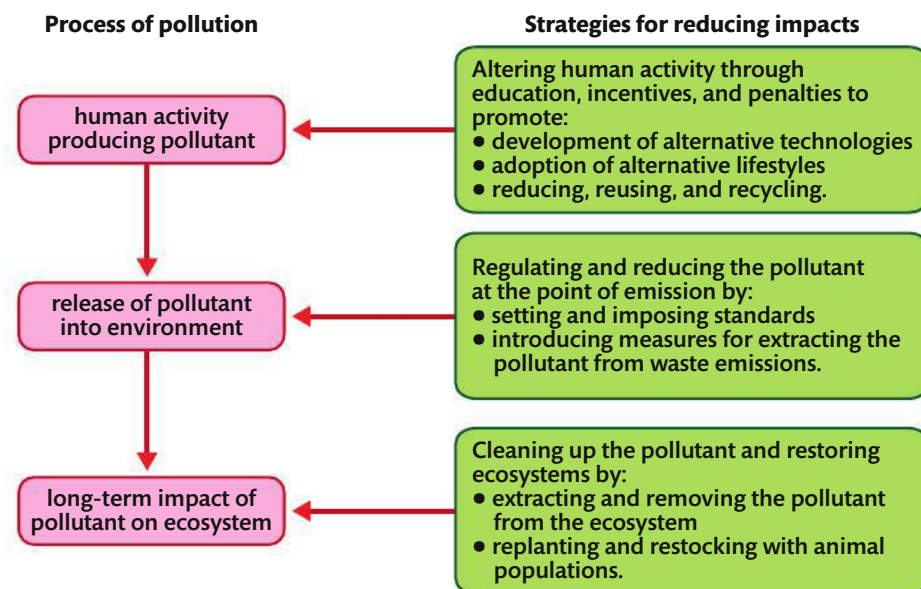 Process of pollution
Strategies for reducing impacts
human activity
producing pollutant
Altering human activity through
education, incentives, and penalties to
promote:
• development of alternative technologies
• adoption of alternative lifestyles
• reducing, reusing, and recycling.
release of pollutant
into environment
Regulating and reducing the pollutant
at the point of emission by:
• setting and imposing standards
• introducing measures for extracting the
pollutant from waste emissions.
long-term impact of
pollutant on ecosystem
Cleaning up the pollutant and restoring
ecosystems by:
• extracting and removing the pollutant
from the ecosystem
• replanting and restocking with animal
populations.